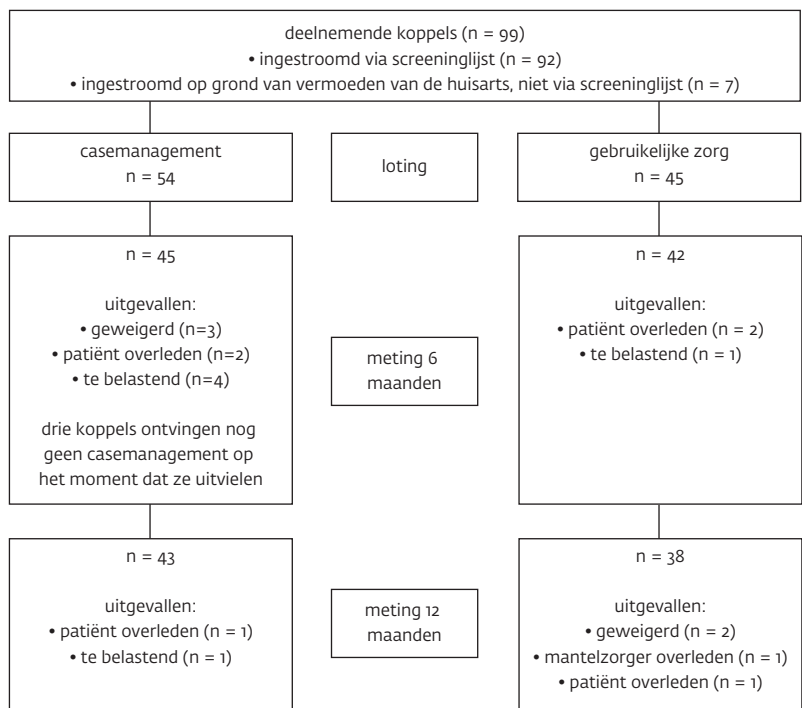 deelnemende koppels (n = 99)
• ingestroomd via screeninglijst (n = 92)
• ingestroomd op grond van vermoeden van de huisarts, niet via screeninglijst (n = 7)
casemanagement
n = 54
loting
gebruikelijke zorg
n = 45
n = 45
uitgevallen:
• geweigerd (n=3)
• patiënt overleden (n=2)
• te belastend (n=4)
drie koppels ontvingen nog
geen casemanagement op
het moment dat ze uitvielen
meting 6
maanden
n = 42
uitgevallen:
• patiënt overleden (n = 2)
• te belastend (n = 1)
n = 43
uitgevallen:
• patiënt overleden (n = 1)
• te belastend (n = 1)
meting 12
maanden
n = 38
uitgevallen:
• geweigerd (n = 2)
• mantelzorger overleden (n = 1)
• patiënt overleden (n = 1)